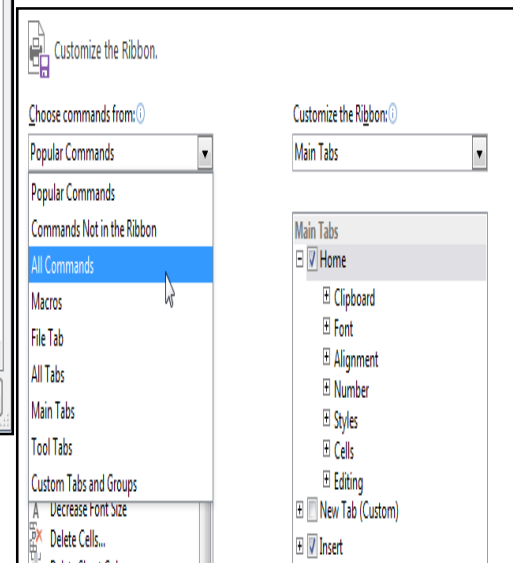 Customize the Ribbon.
Choose commands from:
Popular Commands
Popular Commands
Commands Not in the Ribbon
All Commands
Macros
File Tab
All Tabs
Main Tabs
Tool Tabs
Custom Tabs and Groups
Decrease Font Size
Delete Cells...
Customize the Ribbon:
Main Tabs
Main Tabs
Home
Clipboard
Font
Alignment
Number
Styles
Cells
Editing
New Tab (Custom)
Insert